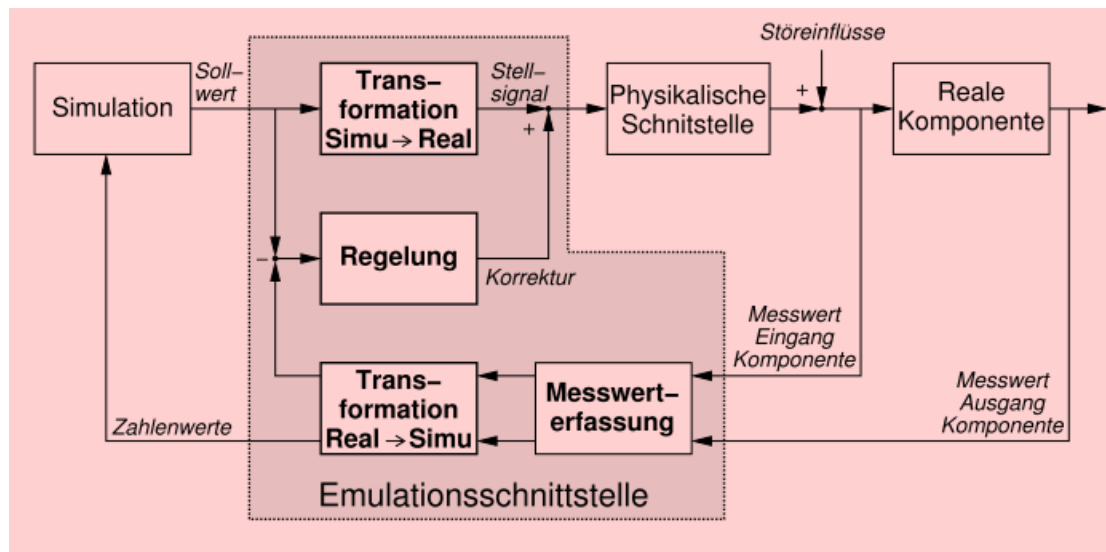 Störeinflüsse
Simulation
Soll–
wert
Trans–
formation
Simu → Real
Stell–
signal
+
Physikalische
Schnitstelle
+
Reale
Komponente
–
Regelung
Korrektur
Messwert
Eingang
Komponente
Messwert
Ausgang
Komponente
Zahlenwerte
Trans–
formation
Real → Simu
Messwert–
erfassung
Emulationsschnittstelle